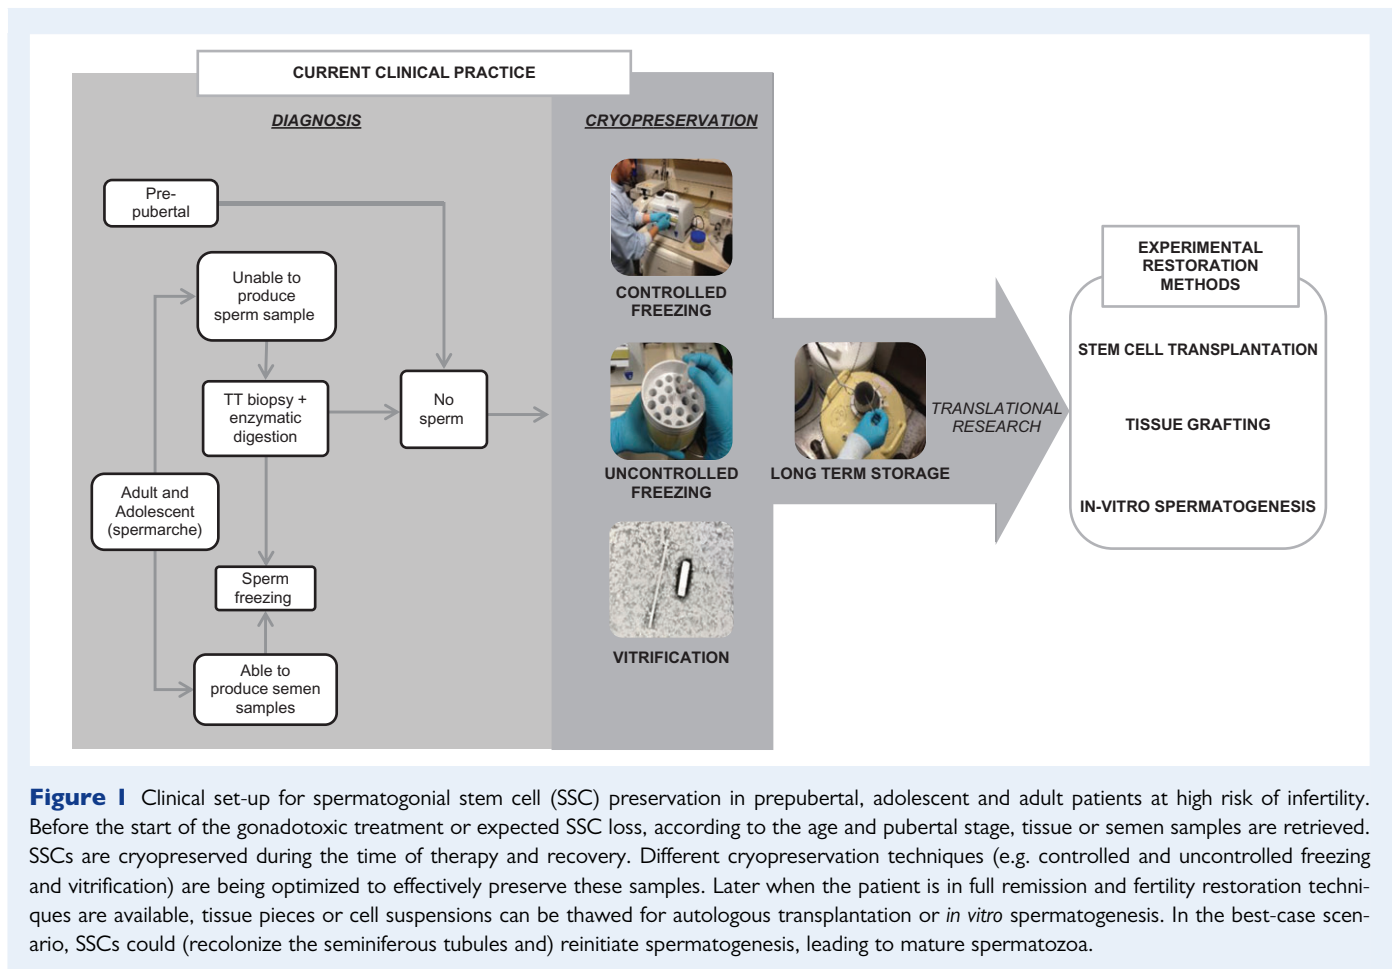 CURRENT CLINICAL PRACTICE
DIAGNOSIS
Pre-
pubertal
Unable to
produce
sperm sample
TT biopsy +
enzymatic
digestion
No
sperm
Adult and
Adolescent
(spermarche)
Sperm
freezing
Able to
produce semen
samples
CRYOPRESERVATION
CONTROLLED
FREEZING
UNCONTROLLED
FREEZING
VITRIFICATION
LONG TERM STORAGE
TRANSLATIONAL
RESEARCH
EXPERIMENTAL
RESTORATION
METHODS
STEM CELL TRANSPLANTATION
TISSUE GRAFTING
IN-VITRO SPERMATOGENESIS
Figure 1 Clinical set-up for spermatogonial stem cell (SSC) preservation in prepubertal, adolescent and adult patients at high risk of infertility.
Before the start of the gonadotoxic treatment or expected SSC loss, according to the age and pubertal stage, tissue or semen samples are retrieved.
SSCs are cryopreserved during the time of therapy and recovery. Different cryopreservation techniques (e.g. controlled and uncontrolled freezing
and vitrification) are being optimized to effectively preserve these samples. Later when the patient is in full remission and fertility restoration techni-
ques are available, tissue pieces or cell suspensions can be thawed for autologous transplantation or in vitro spermatogenesis. In the best-case scen-
ario, SSCs could (recolonize the seminiferous tubules and) reinitiate spermatogenesis, leading to mature spermatozoa.